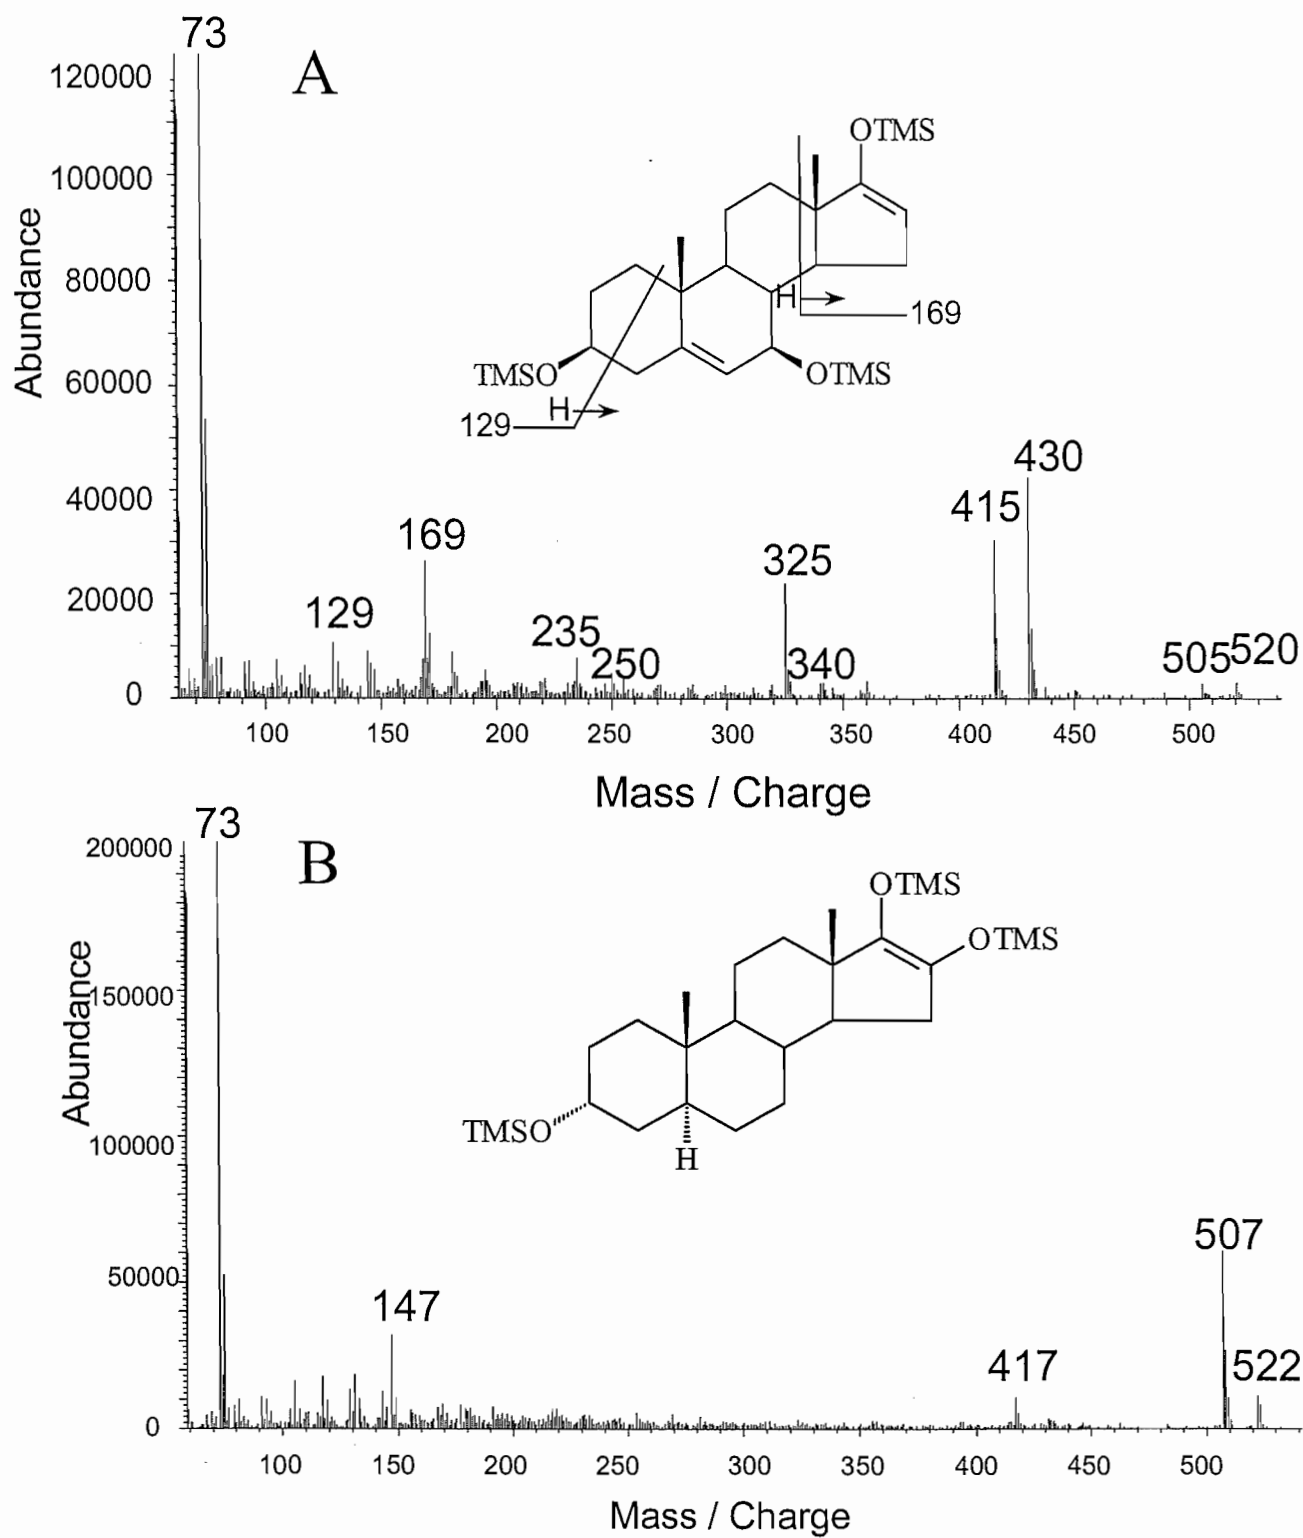 73
A
120000
100000
80000
60000
40000
20000
0
Abundance
OTMS
H
169
TMSO
OTMS
H
129
430
415
325
169
129
235
250
340
505
520
100 150 200 250 300 350 400 450 500
Mass / Charge
73
B
200000
150000
100000
50000
0
Abundance
OTMS
OTMS
TMSO
H
507
147
417
522
100 150 200 250 300 350 400 450 500
Mass / Charge